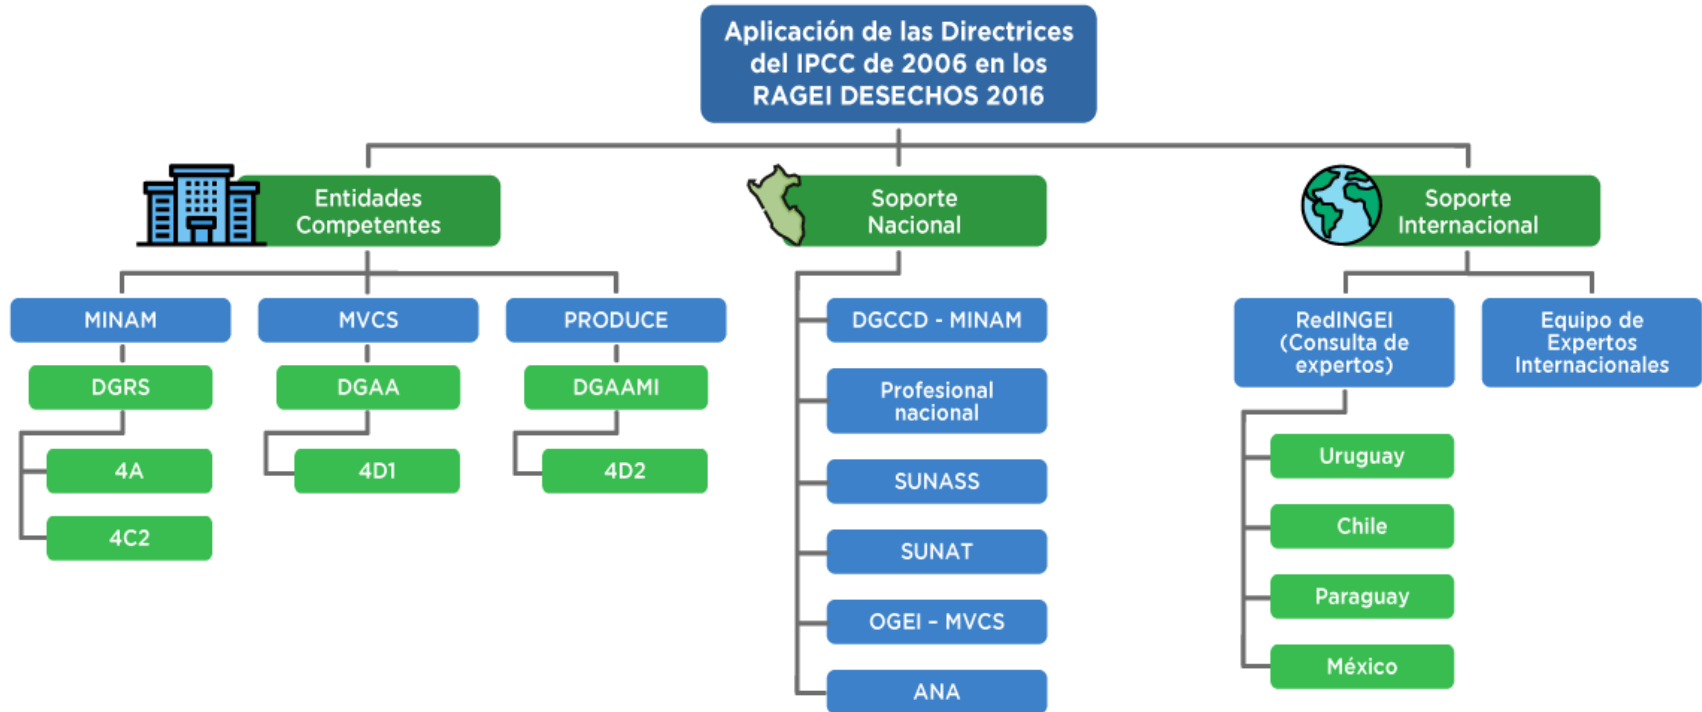 Aplicación de las Directrices
del IPCC de 2006 en los
RAGEI DESECHOS 2016
Entidades
Competentes
MINAM
DGRS
4A
4C2
MVCS
DGAA
4D1
PRODUCE
DGAAMI
4D2
Soporte
Nacional
DGCCD - MINAM
Profesional
nacional
SUNASS
SUNAT
OGEI – MVCS
ANA
Soporte
Internacional
RedINGEI
(Consulta de
expertos)
Uruguay
Chile
Paraguay
México
Equipo de
Expertos
Internacionales